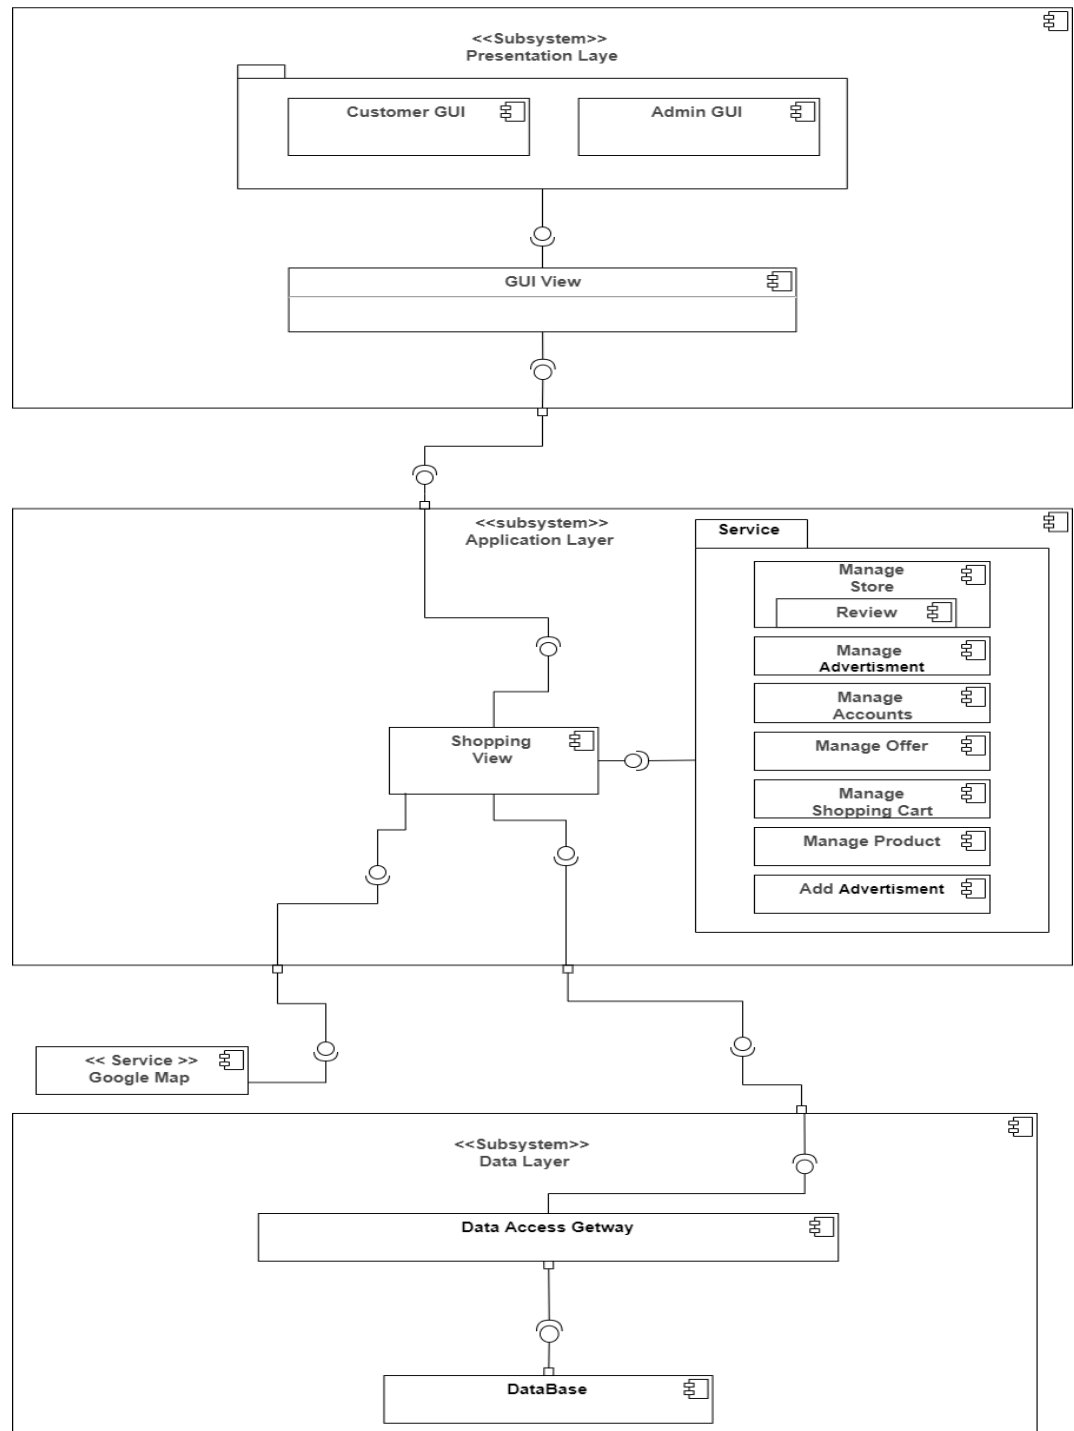 <<Subsystem>>
Presentation Laye
Customer GUI
Admin GUI
GUI View
<<subsystem>>
Application Layer
Service
Manage
Store
Review
Manage
Advertisment
Manage
Accounts
Manage Offer
Manage
Shopping Cart
Manage Product
Add Advertisment
Shopping
View
<< Service >>
Google Map
<<Subsystem>>
Data Layer
Data Access Getway
DataBase